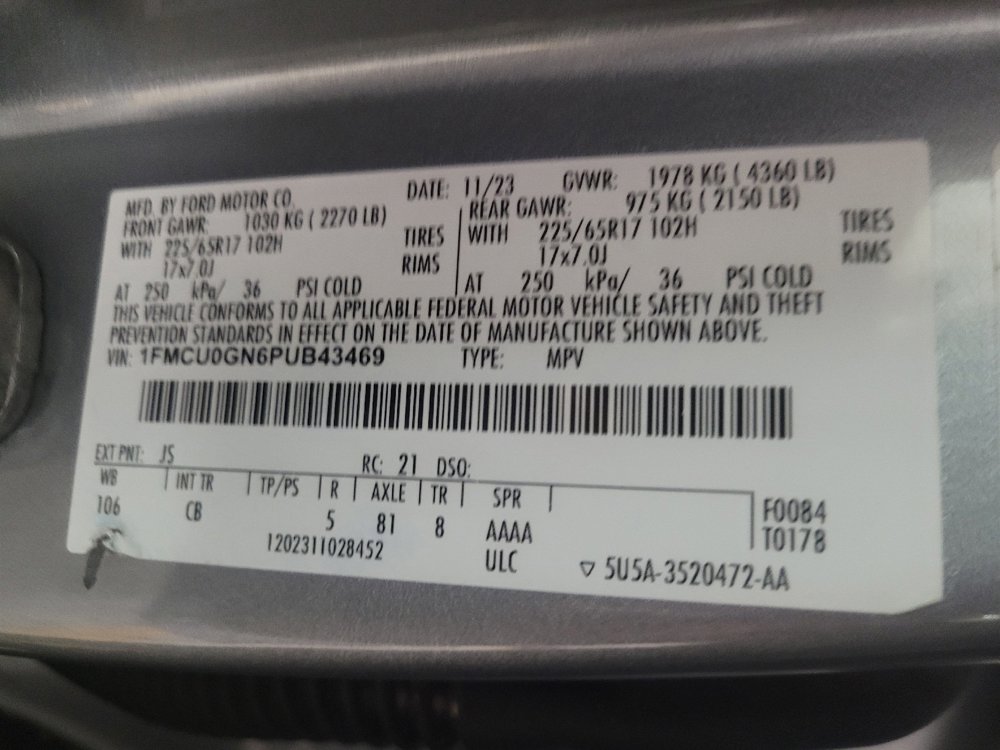 MFD. BY FORD MOTOR CO. DATE: 11/23 GVWR: 1978 KG ( 4360 LB)
FRONT GAWR: 1030 KG ( 2270 LB) REAR GAWR: 975 KG ( 2150 LB)
WITH 225/65R17 102H TIRES WITH 225/65R17 102H TIRES
17x7.0J RIMS 17x7.0J RIMS
AT 250 kPa/ 36 PSI COLD AT 250 kPa/ 36 PSI COLD
THIS VEHICLE CONFORMS TO ALL APPLICABLE FEDERAL MOTOR VEHICLE SAFETY AND THEFT
PREVENTION STANDARDS IN EFFECT ON THE DATE OF MANUFACTURE SHOWN ABOVE.
VIN: 1FMCU0GN6PUB43469 TYPE: MPV
EXT PNT: JS RC: 21 DSO:
WB INT TR TP/PS R AXLE TR SPR F0084
106 CB 5 81 8 AAAA T0178
1202311028452 ULC ▽ 5U5A-3520472-AA